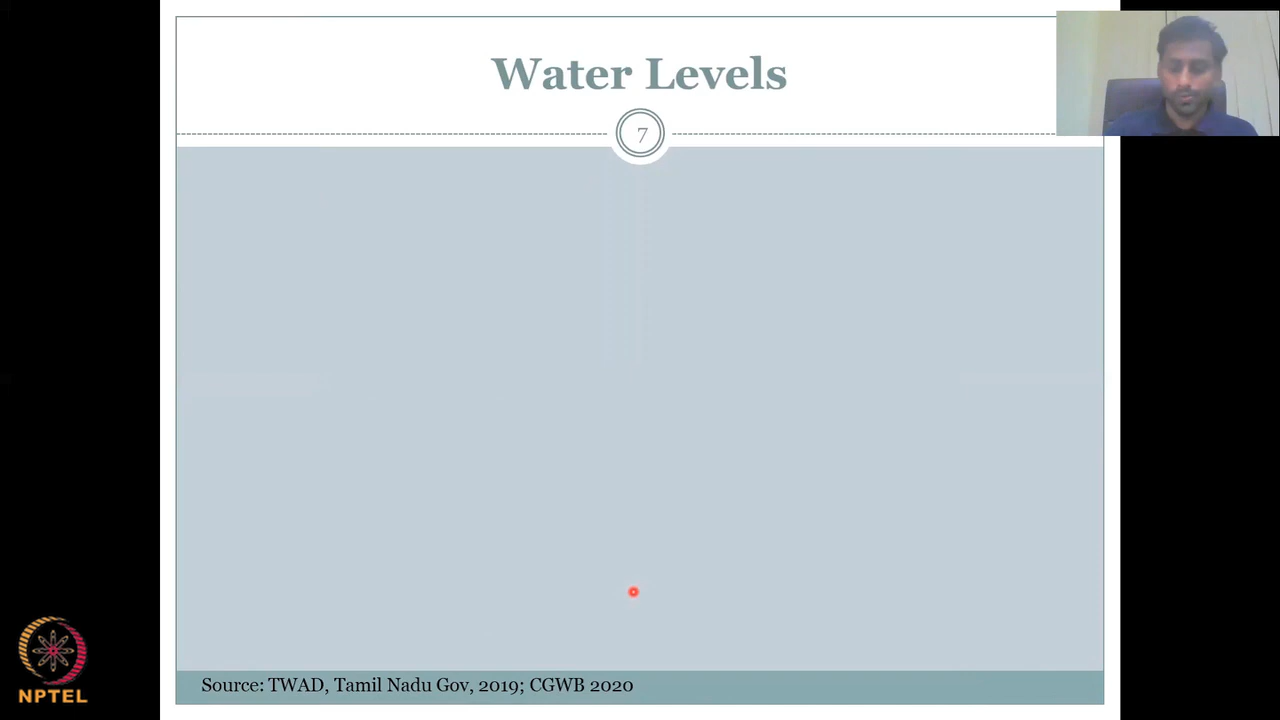 Water Levels
7
Source: TWAD, Tamil Nadu Gov, 2019; CGWB 2020
NPTEL